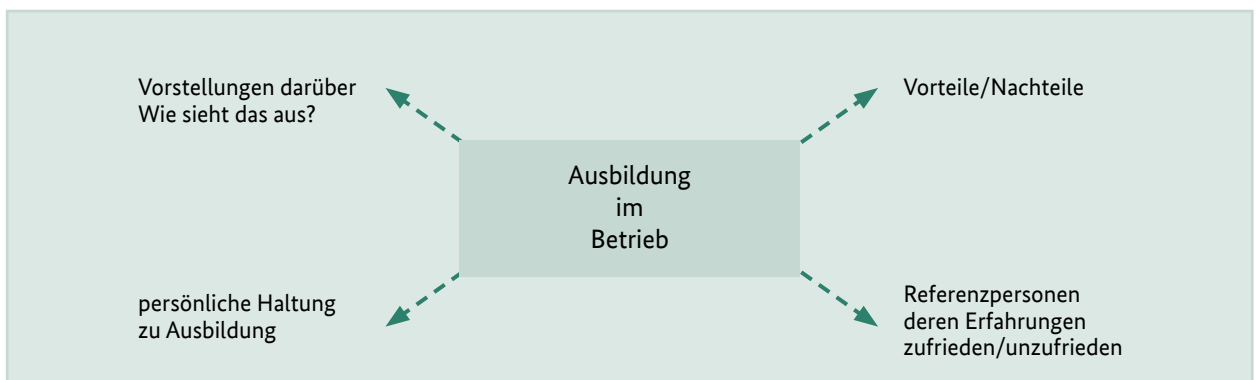 Vorstellungen darüber
Wie sieht das aus?
Vorteile/Nachteile
Ausbildung
im
Betrieb
persönliche Haltung
zu Ausbildung
Referenzpersonen
deren Erfahrungen
zufrieden/unzufrieden